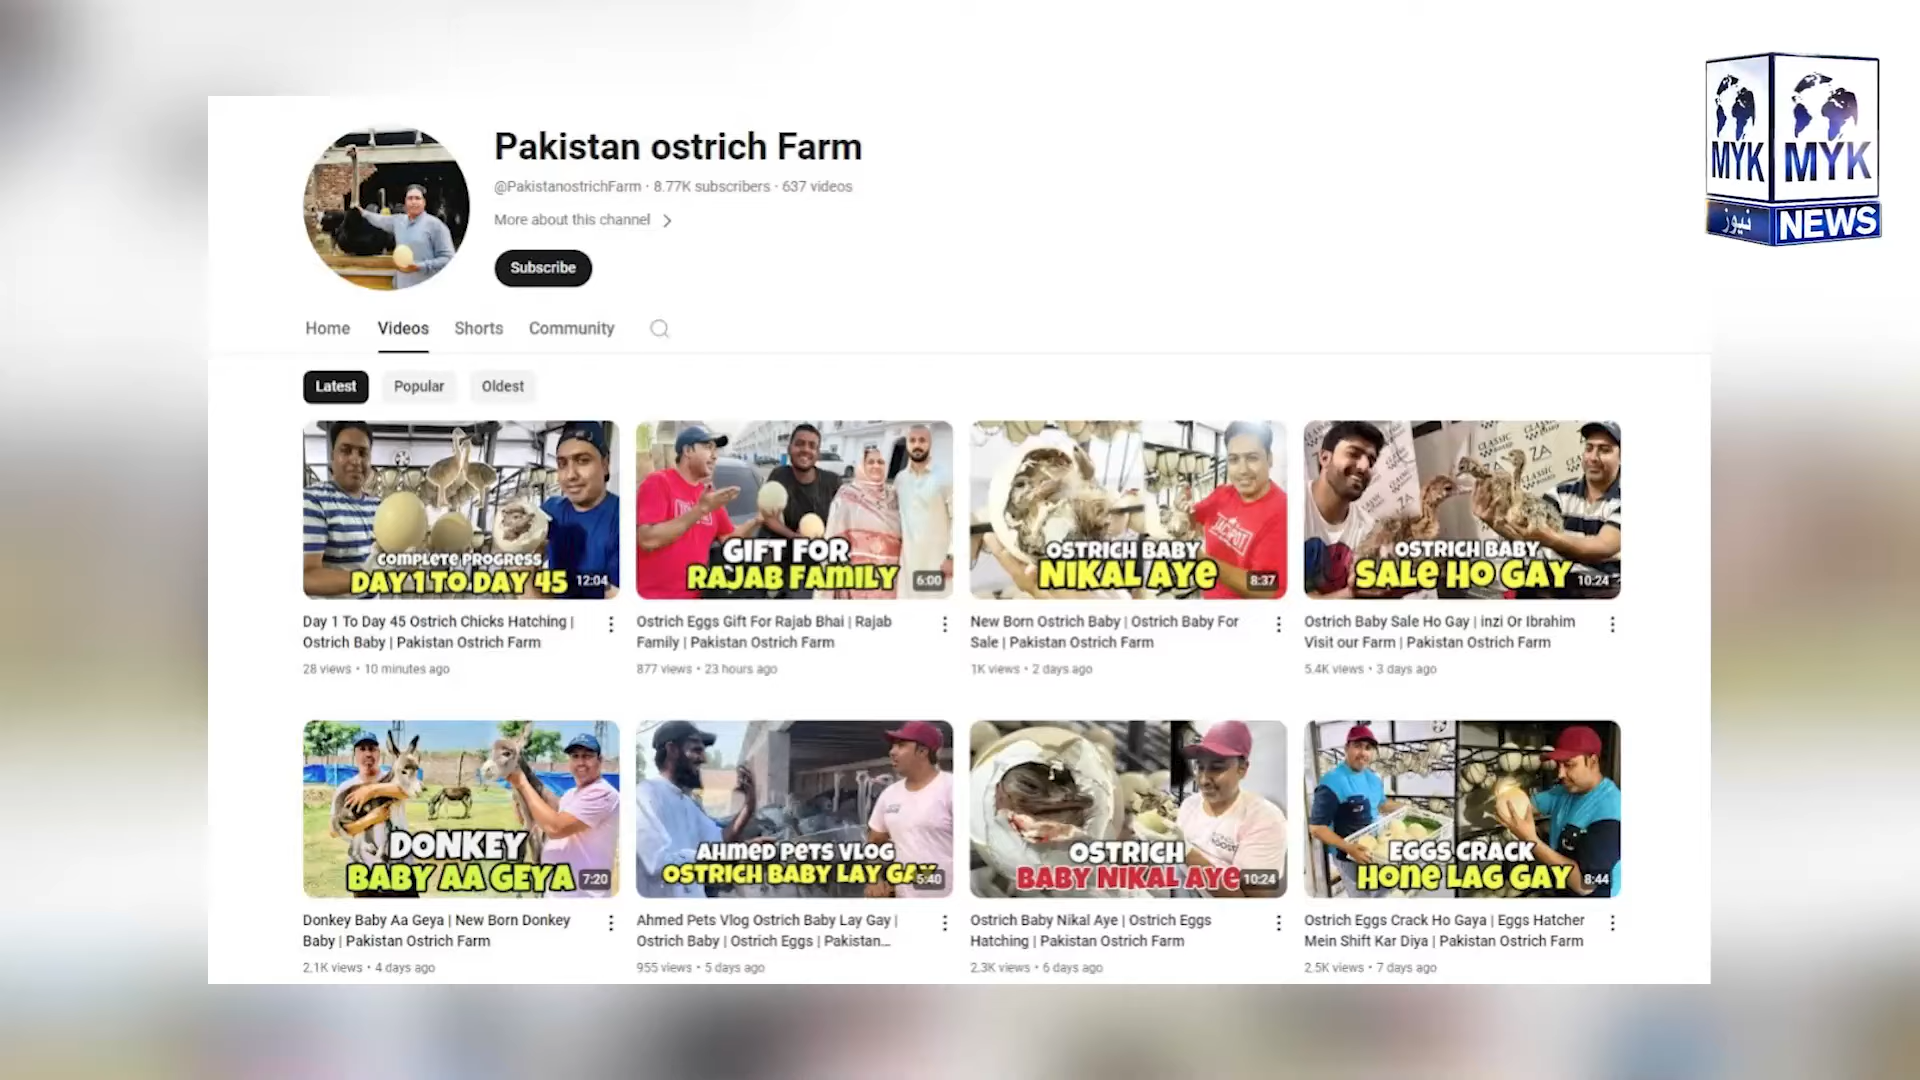 MYK
MYK
نیوز
NEWS
Pakistan ostrich Farm
@PakistanostrichFarm · 8.77K subscribers · 637 videos
More about this channel
Subscribe
Home Videos Shorts Community
Latest Popular Oldest
COMPLETE PROGRESS
DAY 1 TO DAY 45
12:04
GIFT FOR
RAJAB FAMILY
6:00
JACPOT
OSTRICH BABY
NIKAL AYE
8:37
CLASSIC
ZA
CLASSIC
ZA
OSTRICH BABY
SALE HO GAY
10:24
Day 1 To Day 45 Ostrich Chicks Hatching |
Ostrich Baby | Pakistan Ostrich Farm
28 views • 10 minutes ago
Ostrich Eggs Gift For Rajab Bhai | Rajab
Family | Pakistan Ostrich Farm
877 views • 23 hours ago
New Born Ostrich Baby | Ostrich Baby For
Sale | Pakistan Ostrich Farm
1K views • 2 days ago
Ostrich Baby Sale Ho Gay | inzi Or Ibrahim
Visit our Farm | Pakistan Ostrich Farm
5.4K views • 3 days ago
DONKEY
BABY AA GEYA
7:20
AHMED PETS VLOG
OSTRICH BABY LAY GAY
5:40
OSTRICH
BABY NIKAL AYE
10:24
EGGS CRACK
HONE LAG GAY
8:44
Donkey Baby Aa Geya | New Born Donkey
Baby | Pakistan Ostrich Farm
2.1K views • 4 days ago
Ahmed Pets Vlog Ostrich Baby Lay Gay |
Ostrich Baby | Ostrich Eggs | Pakistan...
955 views • 5 days ago
Ostrich Baby Nikal Aye | Ostrich Eggs
Hatching | Pakistan Ostrich Farm
2.3K views • 6 days ago
Ostrich Eggs Crack Ho Gaya | Eggs Hatcher
Mein Shift Kar Diya | Pakistan Ostrich Farm
2.5K views • 7 days ago